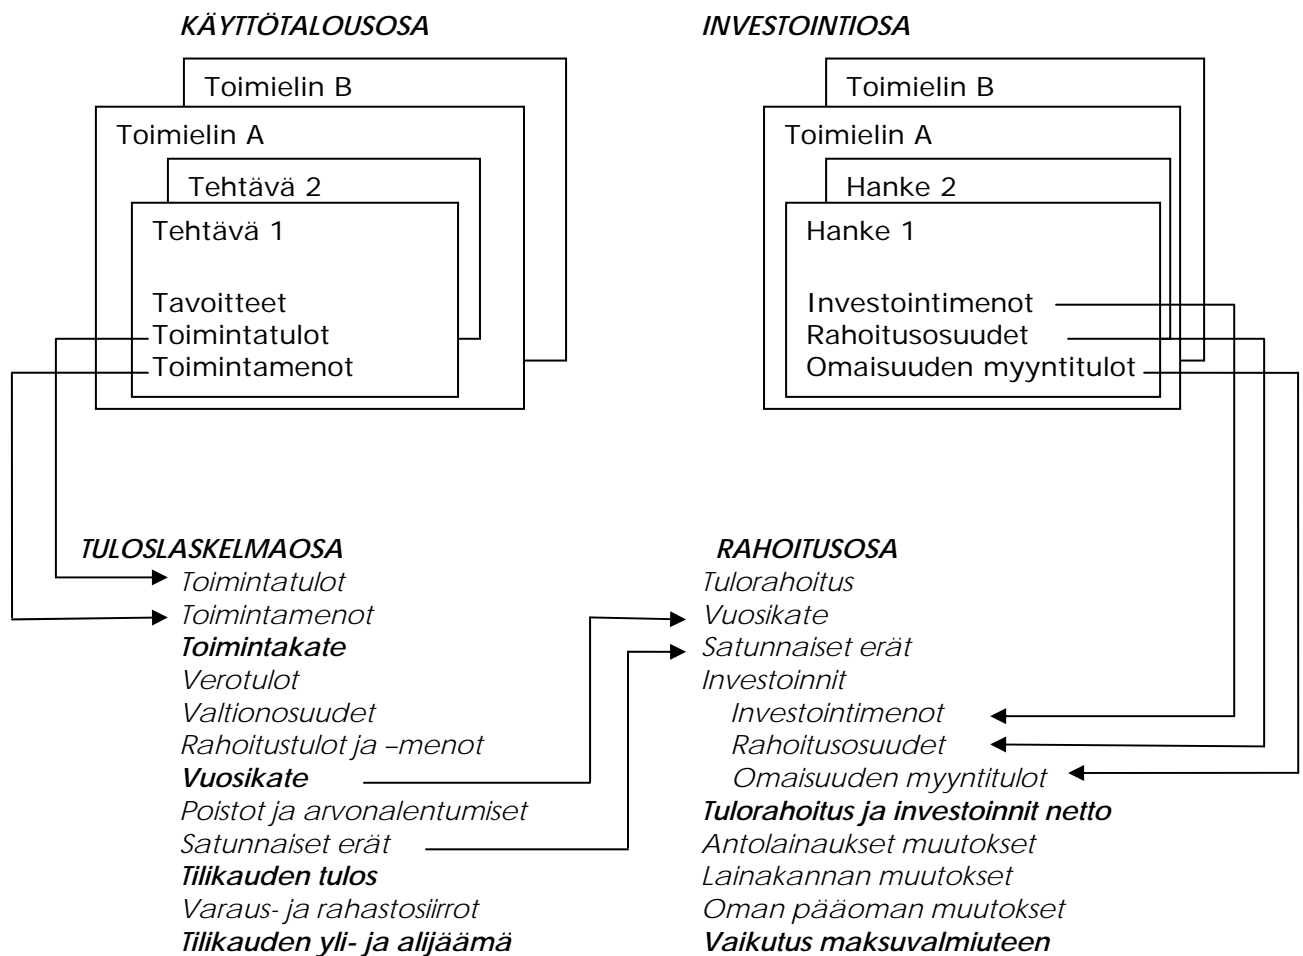 KÄYTTÖTALOUSOSA
Toimielin B
Toimielin A
Tehtävä 2
Tehtävä 1
Tavoitteet
Toimintatulot
Toimintamenot
INVESTOINTIOSA
Toimielin B
Toimielin A
Hanke 2
Hanke 1
Investointimenot
Rahoitusosuudet
Omaisuuden myyntitulot
TULOSLASKELMAOSA
Toimintatulot
Toimintamenot
Toimintakate
Verotulot
Valtionosuudet
Rahoitustulot ja –menot
Vuosikate
Poistot ja arvonalentumiset
Satunnaiset erät
Tilikauden tulos
Varaus- ja rahastosiirrot
Tilikauden yli- ja alijäämä
RAHOITUSOSA
Tulorahoitus
Vuosikate
Satunnaiset erät
Investoinnit
Investointimenot
Rahoitusosuudet
Omaisuuden myyntitulot
Tulorahoitus ja investoinnit netto
Antolainaukset muutokset
Lainakannan muutokset
Oman pääoman muutokset
Vaikutus maksuvalmiuteen